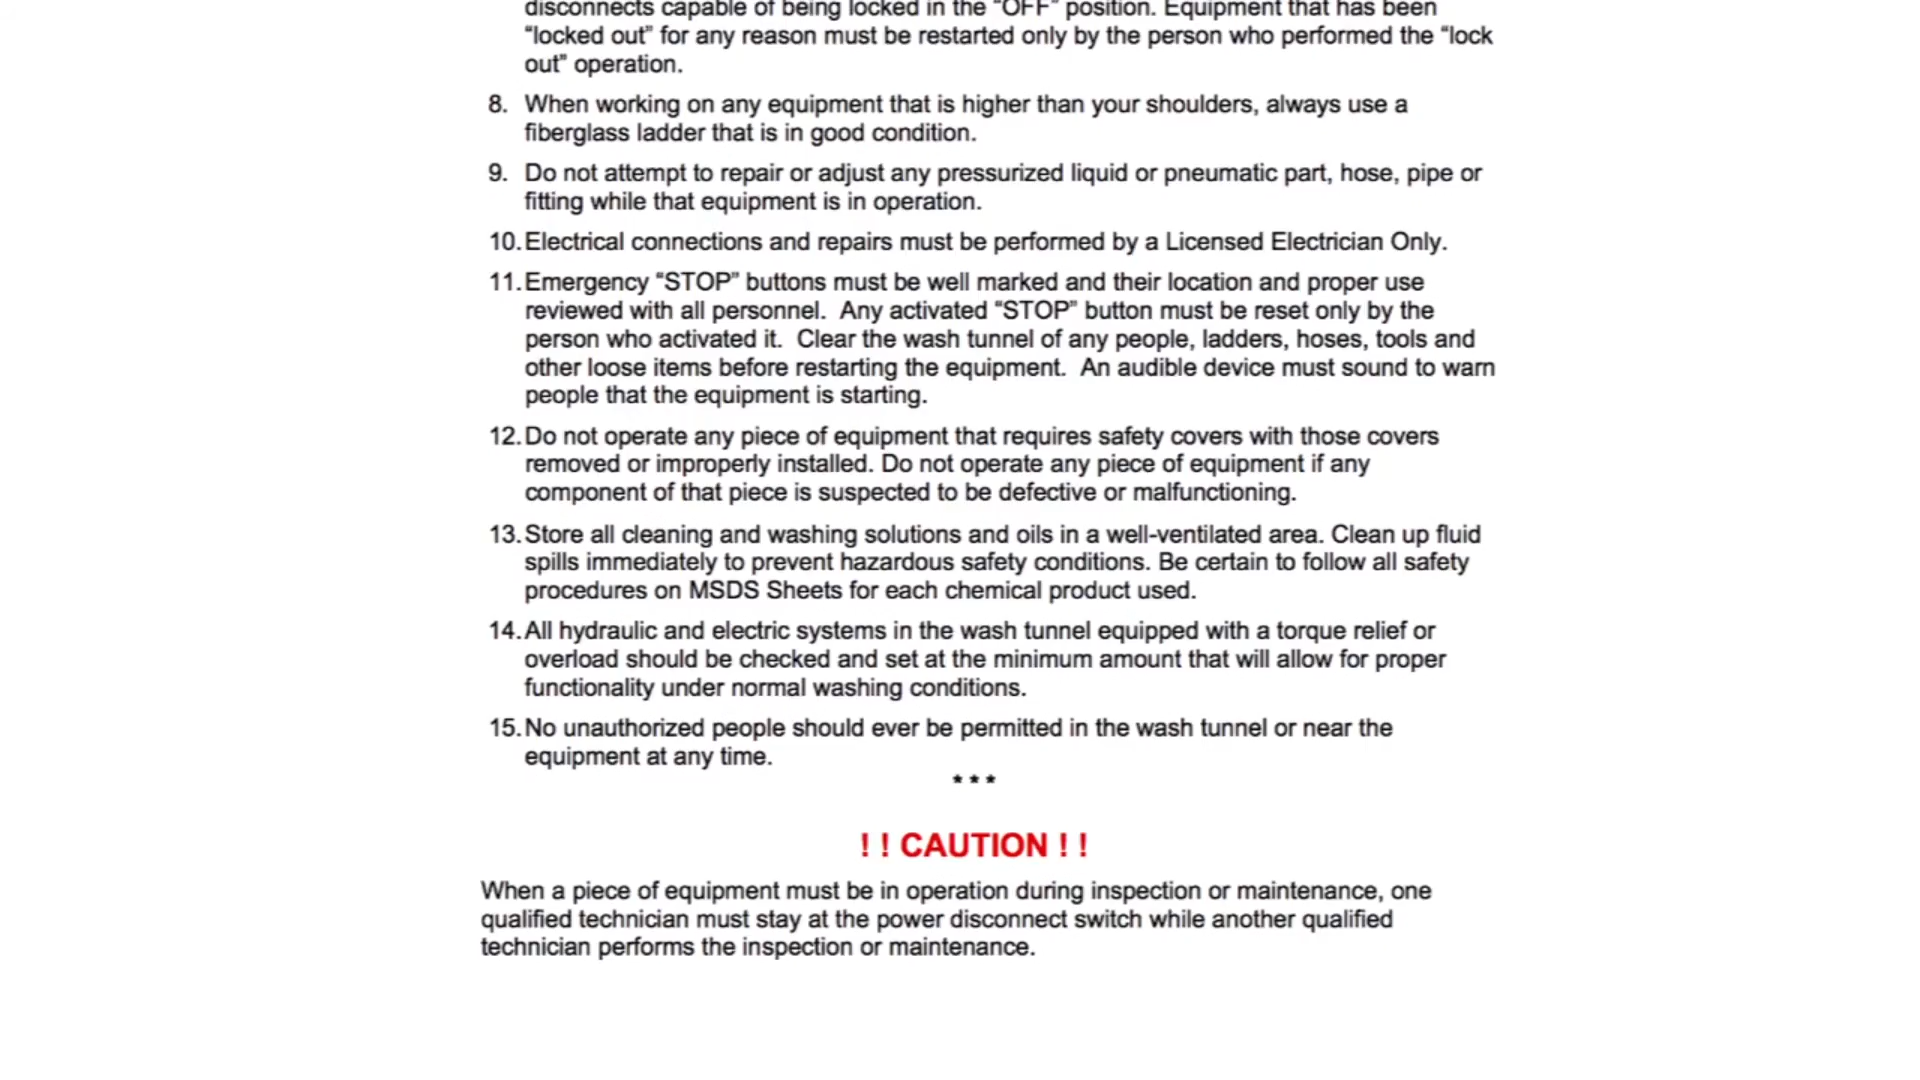 disconnects capable of being locked in the “OFF” position. Equipment that has been
“locked out” for any reason must be restarted only by the person who performed the “lock
out” operation.
8. When working on any equipment that is higher than your shoulders, always use a
fiberglass ladder that is in good condition.
9. Do not attempt to repair or adjust any pressurized liquid or pneumatic part, hose, pipe or
fitting while that equipment is in operation.
10. Electrical connections and repairs must be performed by a Licensed Electrician Only.
11. Emergency “STOP” buttons must be well marked and their location and proper use
reviewed with all personnel. Any activated “STOP” button must be reset only by the
person who activated it. Clear the wash tunnel of any people, ladders, hoses, tools and
other loose items before restarting the equipment. An audible device must sound to warn
people that the equipment is starting.
12. Do not operate any piece of equipment that requires safety covers with those covers
removed or improperly installed. Do not operate any piece of equipment if any
component of that piece is suspected to be defective or malfunctioning.
13. Store all cleaning and washing solutions and oils in a well-ventilated area. Clean up fluid
spills immediately to prevent hazardous safety conditions. Be certain to follow all safety
procedures on MSDS Sheets for each chemical product used.
14. All hydraulic and electric systems in the wash tunnel equipped with a torque relief or
overload should be checked and set at the minimum amount that will allow for proper
functionality under normal washing conditions.
15. No unauthorized people should ever be permitted in the wash tunnel or near the
equipment at any time.
* * *
! ! CAUTION ! !
When a piece of equipment must be in operation during inspection or maintenance, one
qualified technician must stay at the power disconnect switch while another qualified
technician performs the inspection or maintenance.